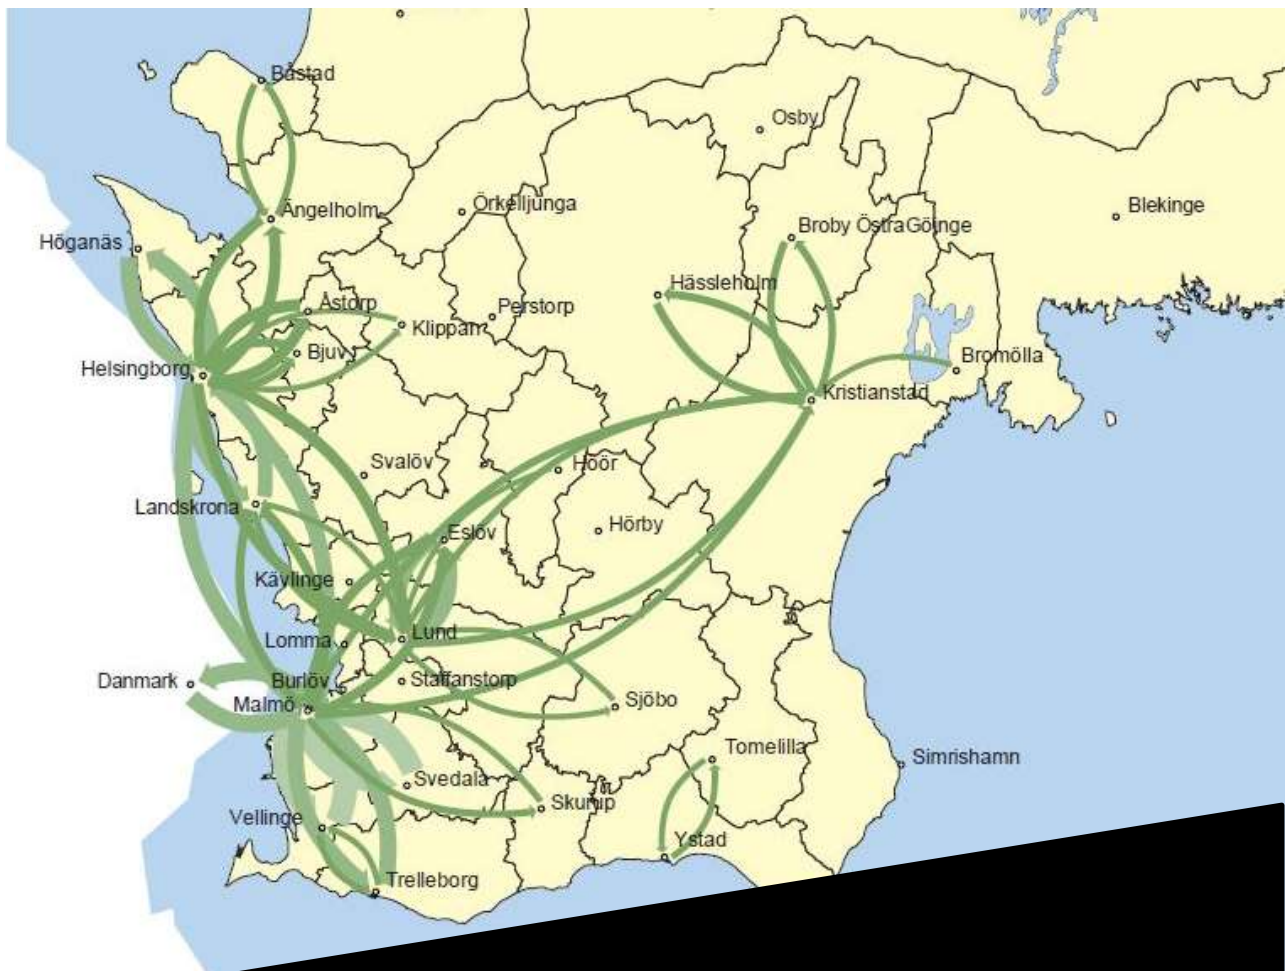 Båstad
Osby
Örkelljunga
Ängelholm
Blekinge
Broby ÖstraGöinge
Höganäs
Hässleholm
Åstorp
Perstorp
Klippan
Bjuv
Bromölla
Helsingborg
Kristianstad
Svalöv
Höör
Landskrona
Hörby
Eslöv
Kävlinge
Lund
Lomma
Danmark
Burlöv
Staffanstorp
Sjöbo
Malmö
Tomelilla
Simrishamn
Svedala
Skurup
Vellinge
Ystad
Trelleborg